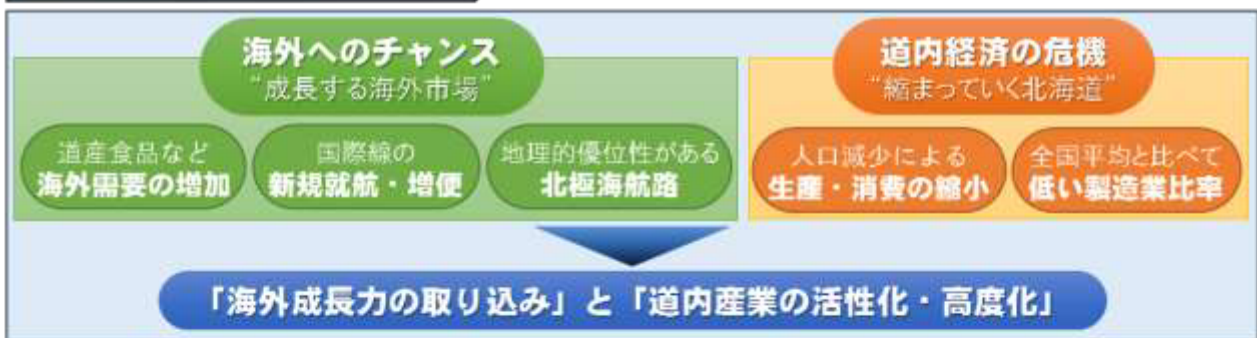 海外へのチャンス
“成長する海外市場”
道産食品など
海外需要の増加
国際線の
新規就航・増便
地理的優位性がある
北極海航路
道内経済の危機
“縮まっていく北海道”
人口減少による
生産・消費の縮小
全国平均と比べて
低い製造業比率
「海外成長力の取り込み」と「道内産業の活性化・高度化」